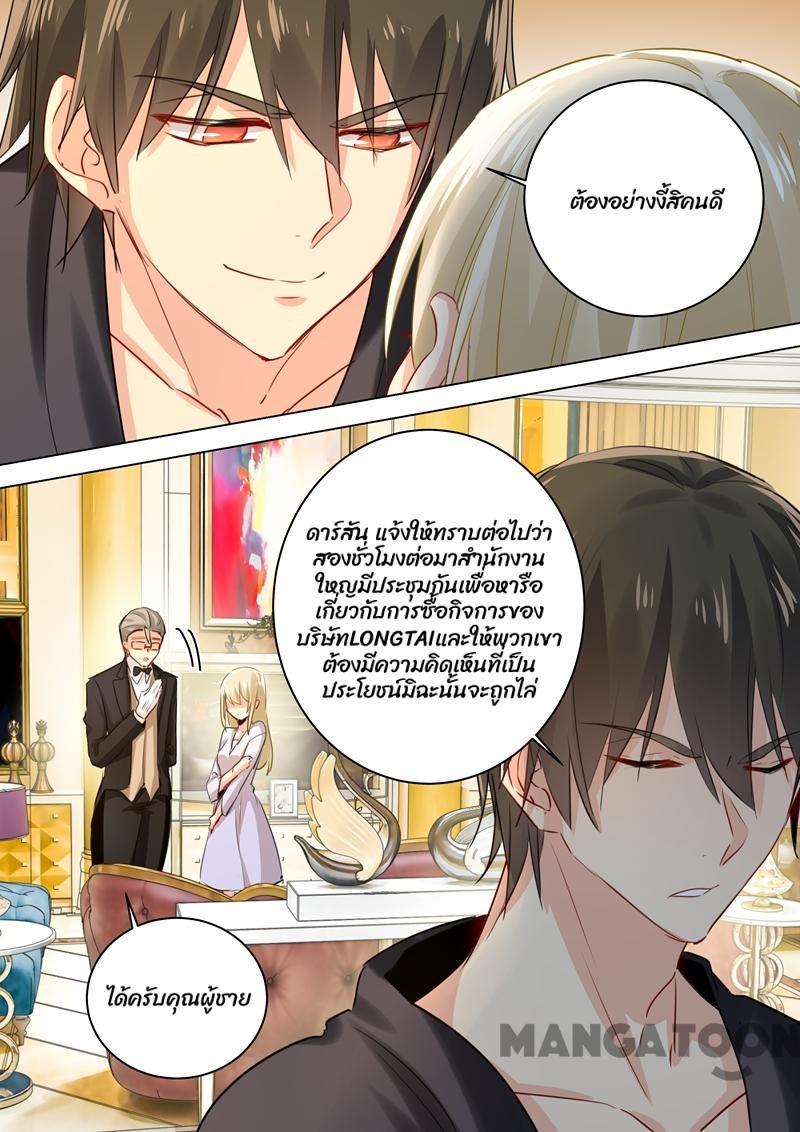 ต้องอย่างงี้สิคนดี
ดาร์สัน แจ้งให้ทราบต่อไปว่า
สองชั่วโมงต่อมาสำนักงาน
ใหญ่มีประชุมกันเพื่อหารือ
เกี่ยวกับการซื้อกิจการของ
บริษัทLONGTAIและให้พวกเขา
ต้องมีความคิดเห็นที่เป็น
ประโยชน์มิฉะนั้นจะถูกไล่
ได้ครับคุณผู้ชาย
MANGATOON